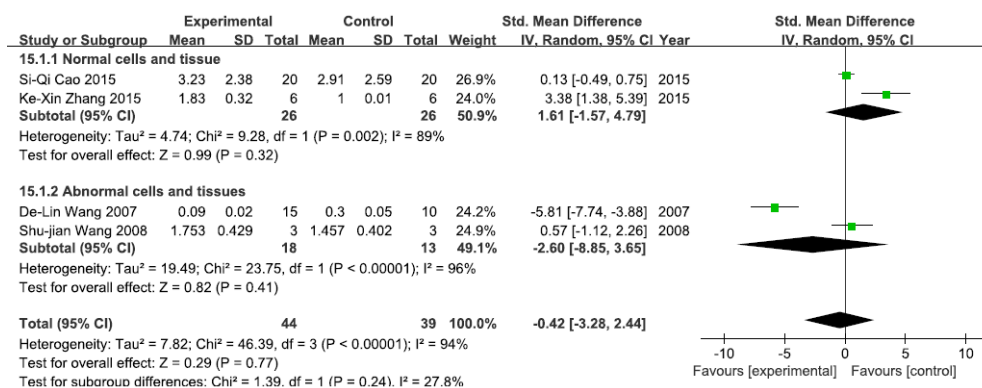 Experimental Control Std. Mean Difference Std. Mean Difference
Study or Subgroup Mean SD Total Mean SD Total Weight IV, Random, 95% CI Year IV, Random, 95% CI
15.1.1 Normal cells and tissue
Si-Qi Cao 2015 3.23 2.38 20 2.91 2.59 20 26.9% 0.13 [-0.49, 0.75] 2015
Ke-Xin Zhang 2015 1.83 0.32 6 1 0.01 6 24.0% 3.38 [1.38, 5.39] 2015
Subtotal (95% CI) 26 26 50.9% 1.61 [-1.57, 4.79]
Heterogeneity: Tau² = 4.74; Chi² = 9.28, df = 1 (P = 0.002); I² = 89%
Test for overall effect: Z = 0.99 (P = 0.32)
15.1.2 Abnormal cells and tissues
De-Lin Wang 2007 0.09 0.02 15 0.3 0.05 10 24.2% -5.81 [-7.74, -3.88] 2007
Shu-jian Wang 2008 1.753 0.429 3 1.457 0.402 3 24.9% 0.57 [-1.12, 2.26] 2008
Subtotal (95% CI) 18 13 49.1% -2.60 [-8.85, 3.65]
Heterogeneity: Tau² = 19.49; Chi² = 23.75, df = 1 (P < 0.00001); I² = 96%
Test for overall effect: Z = 0.82 (P = 0.41)
Total (95% CI) 44 39 100.0% -0.42 [-3.28, 2.44]
Heterogeneity: Tau² = 7.82; Chi² = 46.39, df = 3 (P < 0.00001); I² = 94%
Test for overall effect: Z = 0.29 (P = 0.77)
Test for subgroup differences: Chi² = 1.39, df = 1 (P = 0.24), I² = 27.8%
-10 -5 0 5 10
Favours [experimental] Favours [control]